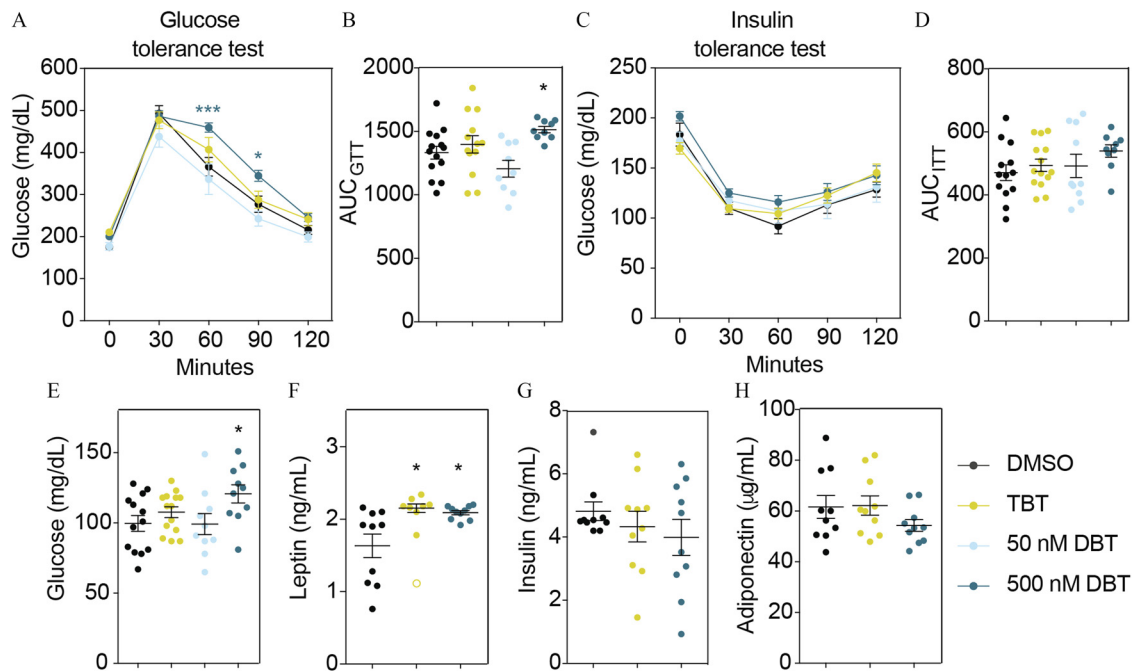 A
Glucose
tolerance test
Glucose (mg/dL)
600
500
400
300
200
100
0
***
*
0 30 60 90 120
Minutes
B
AUC GTT
2000
1500
1000
500
0
*
C
Insulin
tolerance test
Glucose (mg/dL)
250
200
150
100
50
0
0 30 60 90 120
Minutes
D
AUC ITT
800
600
400
200
0
E
Glucose (mg/dL)
150
100
50
0
*
F
Leptin (ng/mL)
3
2
1
0
* *
G
Insulin (ng/mL)
8
6
4
2
0
H
Adiponectin (µg/mL)
100
80
60
40
20
0
DMSO
TBT
50 nM DBT
500 nM DBT